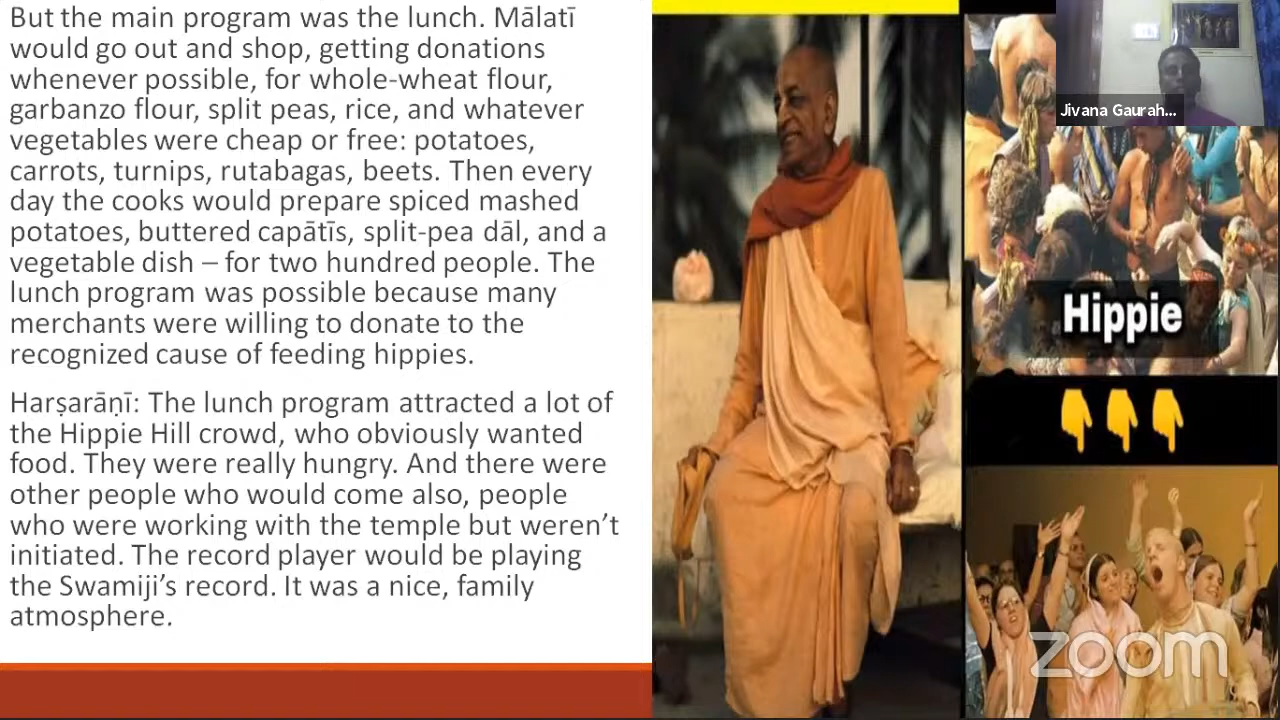 But the main program was the lunch. Mālatī
would go out and shop, getting donations
whenever possible, for whole-wheat flour,
garbanzo flour, split peas, rice, and whatever
vegetables were cheap or free: potatoes,
carrots, turnips, rutabagas, beets. Then every
day the cooks would prepare spiced mashed
potatoes, buttered capātīs, split-pea dāl, and a
vegetable dish – for two hundred people. The
lunch program was possible because many
merchants were willing to donate to the
recognized cause of feeding hippies.
Harṣarāṇī: The lunch program attracted a lot of
the Hippie Hill crowd, who obviously wanted
food. They were really hungry. And there were
other people who would come also, people
who were working with the temple but weren’t
initiated. The record player would be playing
the Swamiji’s record. It was a nice, family
atmosphere.
Jivana Gaurah...
Hippie
zoom